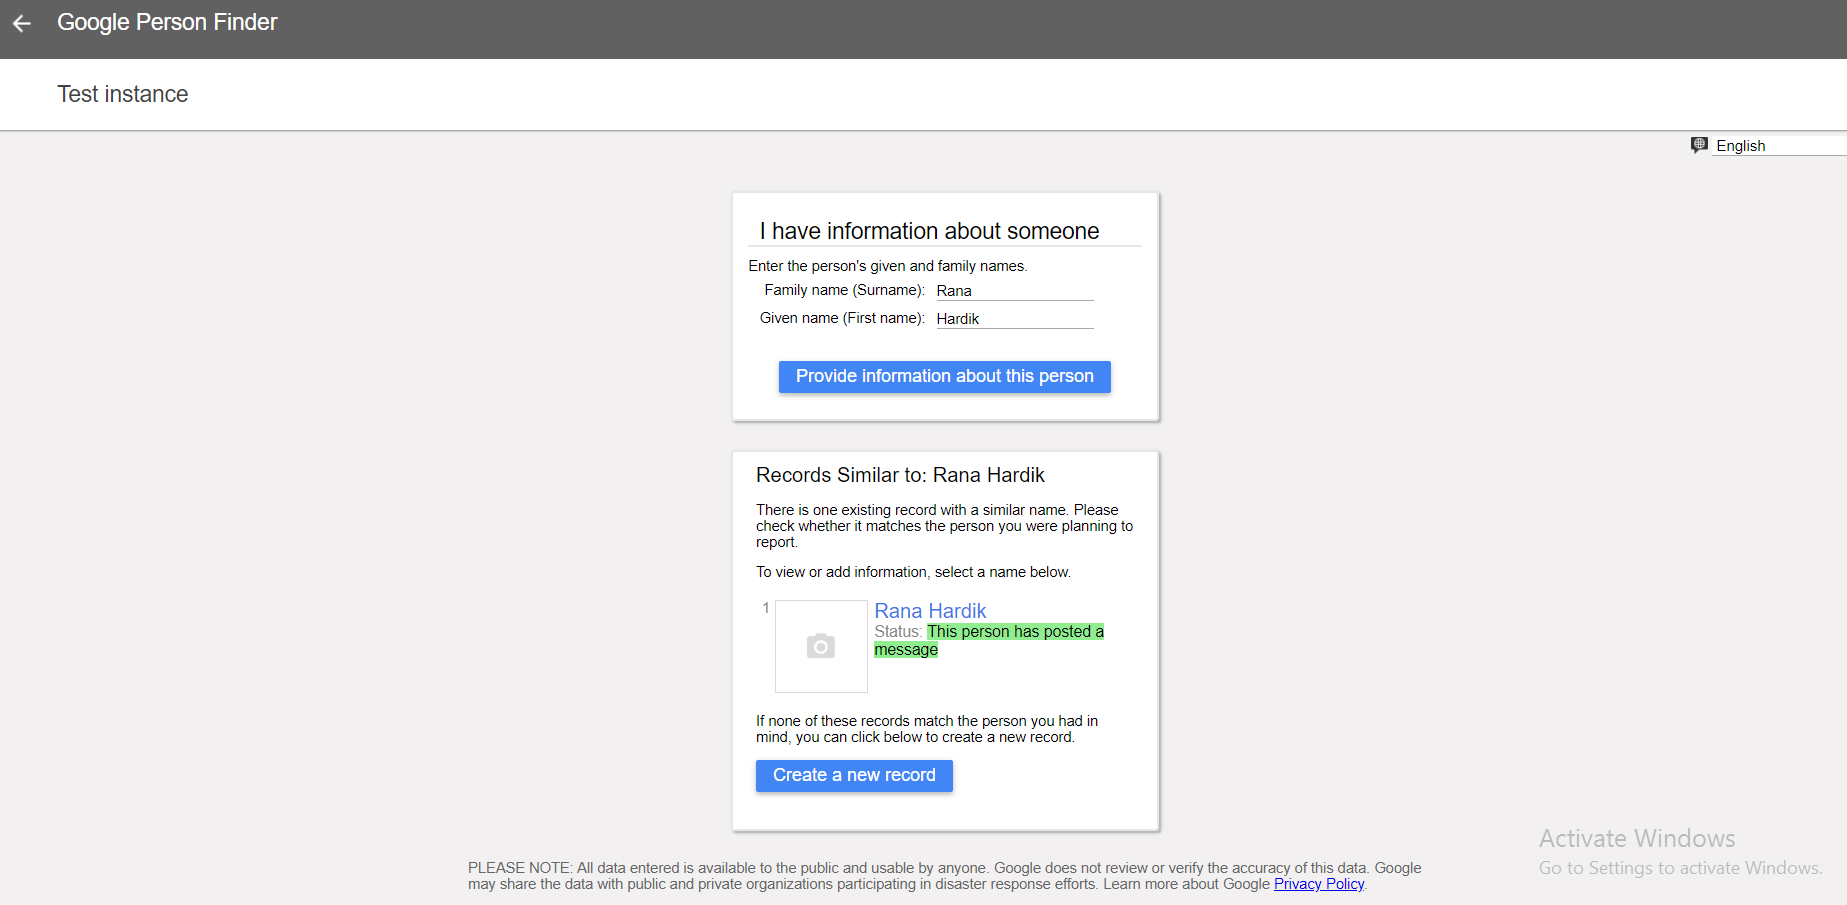 Google Person Finder
Test instance
English
I have information about someone
Enter the person's given and family names.
Family name (Surname): Rana
Given name (First name): Hardik
Provide information about this person
Records Similar to: Rana Hardik
There is one existing record with a similar name. Please
check whether it matches the person you were planning to
report.
To view or add information, select a name below.
1
Rana Hardik
Status: This person has posted a
message
If none of these records match the person you had in
mind, you can click below to create a new record.
Create a new record
Activate Windows
Go to Settings to activate Windows.
PLEASE NOTE: All data entered is available to the public and usable by anyone. Google does not review or verify the accuracy of this data. Google
may share the data with public and private organizations participating in disaster response efforts. Learn more about Google Privacy Policy.